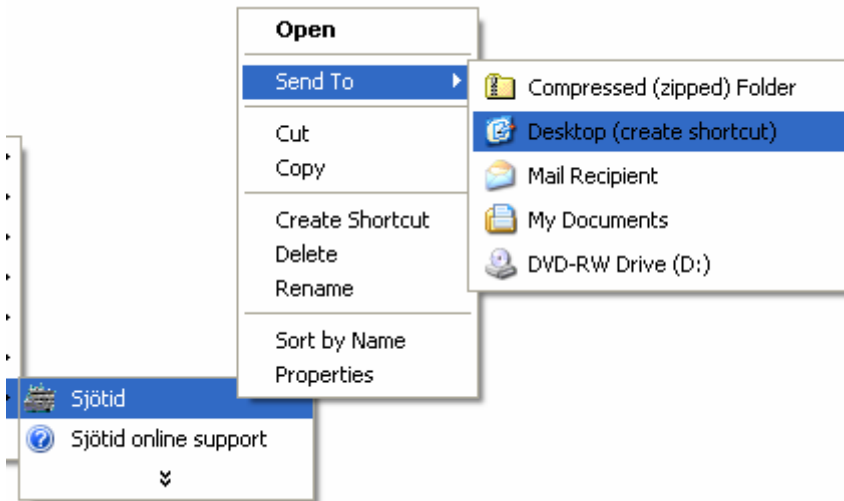 Open
Send To
Cut
Copy
Create Shortcut
Delete
Rename
Sort by Name
Properties
Compressed (zipped) Folder
Desktop (create shortcut)
Mail Recipient
My Documents
DVD-RW Drive (D:)
Sjötid
Sjötid online support